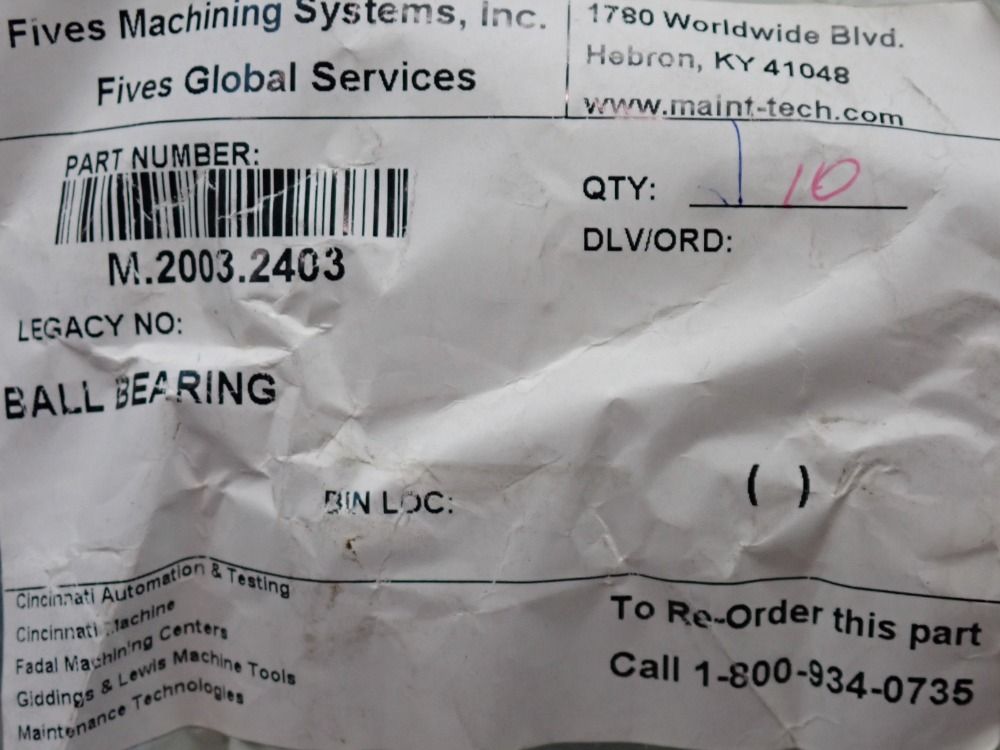 Fives Machining Systems, Inc.
Fives Global Services
1780 Worldwide Blvd.
Hebron, KY 41048
www.maint-tech.com
PART NUMBER:
M.2003.2403
QTY: 10
DLV/ORD:
LEGACY NO:
BALL BEARING
BIN LOC:
( )
Cincinnati Automation & Testing
Cincinnati Machine
Fadal Machining Centers
Giddings & Lewis Machine Tools
Maintenance Technologies
To Re-Order this part
Call 1-800-934-0735